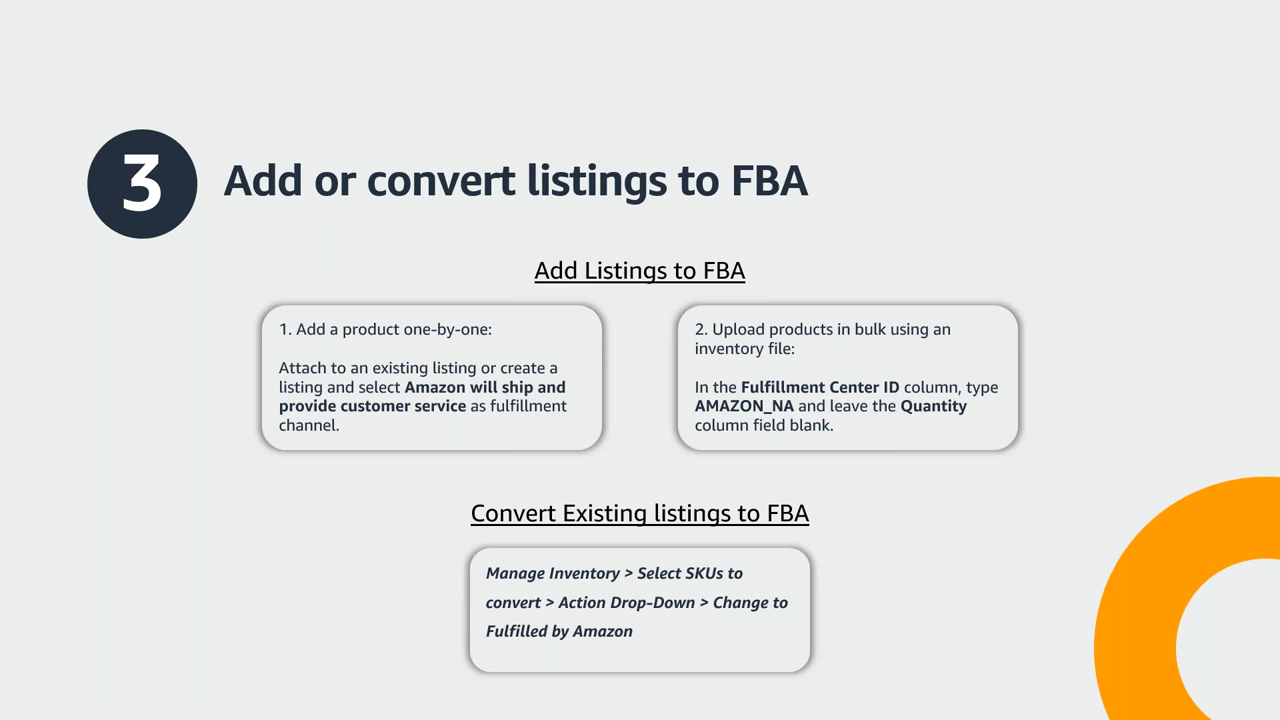 3
Add or convert listings to FBA
Add Listings to FBA
1. Add a product one-by-one:
Attach to an existing listing or create a
listing and select Amazon will ship and
provide customer service as fulfillment
channel.
2. Upload products in bulk using an
inventory file:
In the Fulfillment Center ID column, type
AMAZON_NA and leave the Quantity
column field blank.
Convert Existing listings to FBA
Manage Inventory > Select SKUs to
convert > Action Drop-Down > Change to
Fulfilled by Amazon